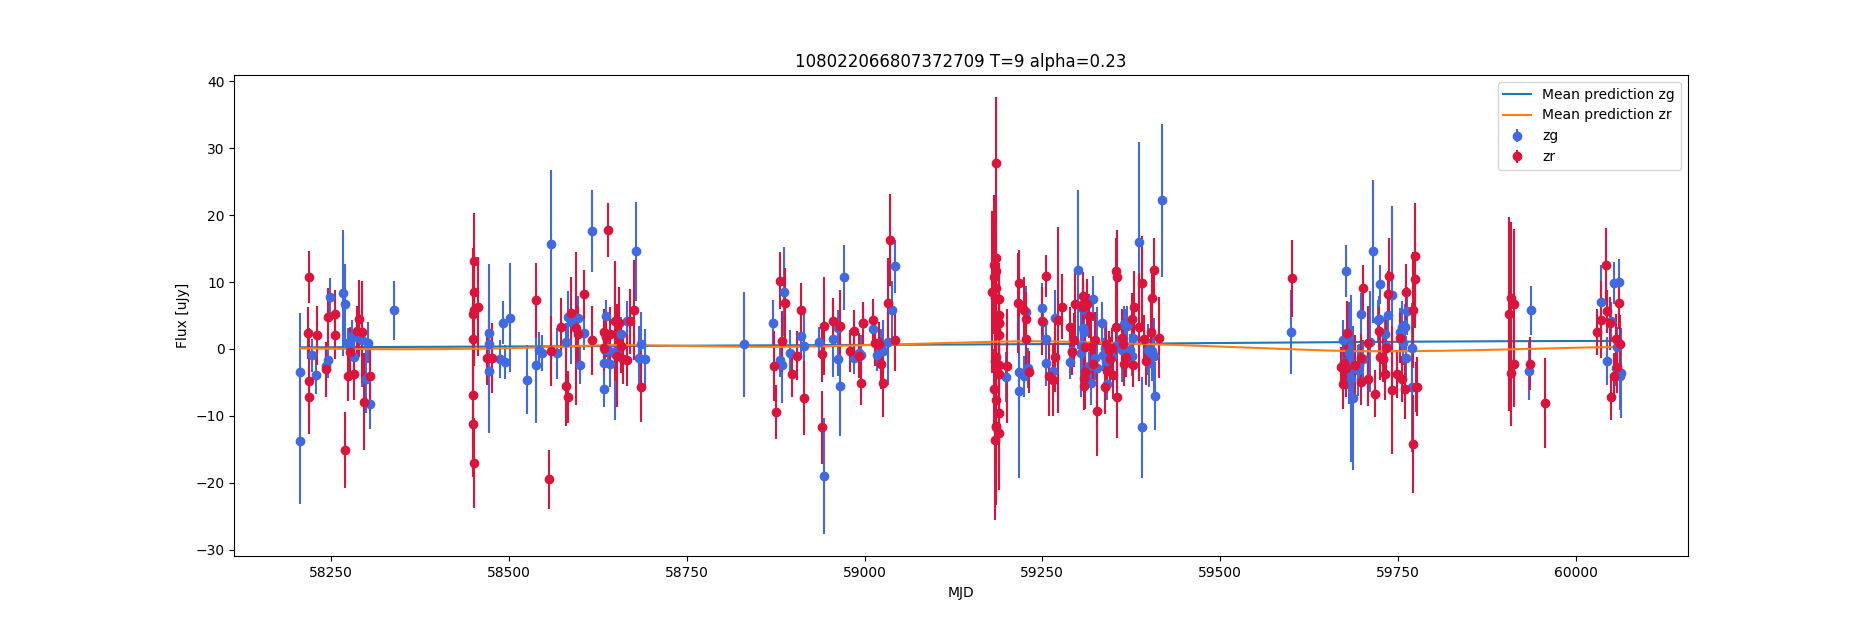 108022066807372709 T=9 alpha=0.23
Mean prediction zg
Mean prediction zr
zg
zr
Flux [uJy]
40
30
20
10
0
−10
−20
−30
58250 58500 58750 59000 59250 59500 59750 60000
MJD